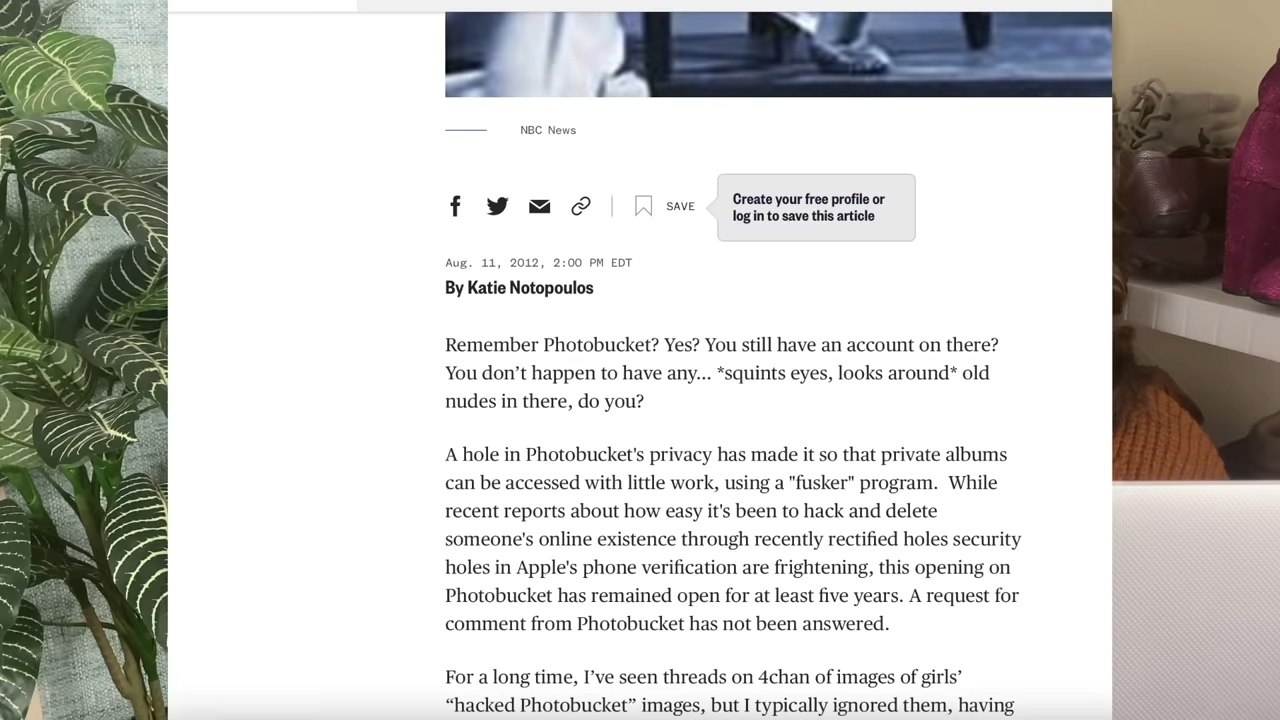 NBC News
SAVE
Create your free profile or
log in to save this article
Aug. 11, 2012, 2:00 PM EDT
By Katie Notopoulos
Remember Photobucket? Yes? You still have an account on there?
You don’t happen to have any... *squints eyes, looks around* old
nudes in there, do you?
A hole in Photobucket's privacy has made it so that private albums
can be accessed with little work, using a "fusker" program.  While
recent reports about how easy it's been to hack and delete
someone's online existence through recently rectified holes security
holes in Apple's phone verification are frightening, this opening on
Photobucket has remained open for at least five years. A request for
comment from Photobucket has not been answered.
For a long time, I’ve seen threads on 4chan of images of girls’
“hacked Photobucket” images, but I typically ignored them, having